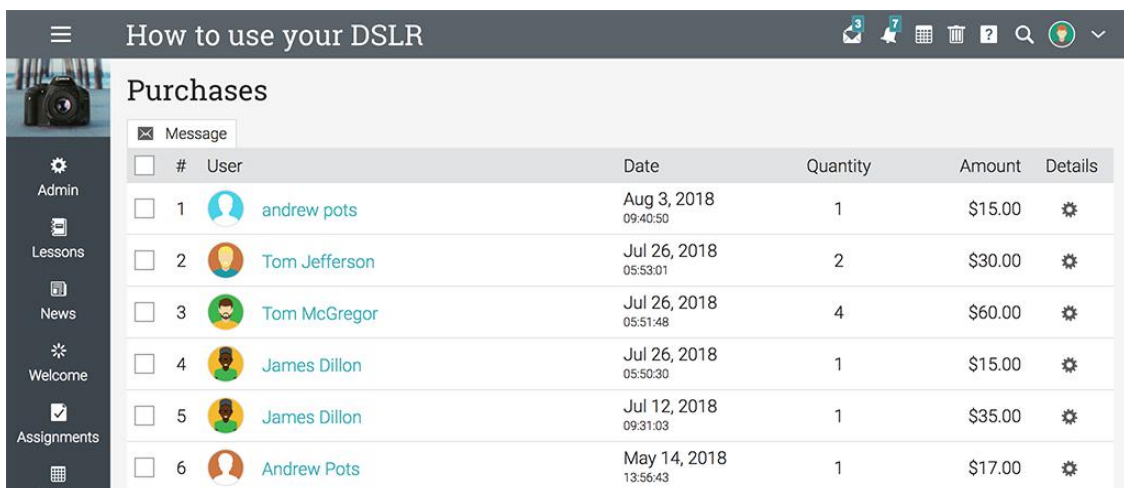 How to use your DSLR
3
7
?
Purchases
Message
# User Date Quantity Amount Details
1 andrew pots Aug 3, 2018 1 $15.00
09:40:50
2 Tom Jefferson Jul 26, 2018 2 $30.00
05:53:01
3 Tom McGregor Jul 26, 2018 4 $60.00
05:51:48
4 James Dillon Jul 26, 2018 1 $15.00
05:50:30
5 James Dillon Jul 12, 2018 1 $35.00
09:31:03
6 Andrew Pots May 14, 2018 1 $17.00
13:56:43
Admin
Lessons
News
Welcome
Assignments